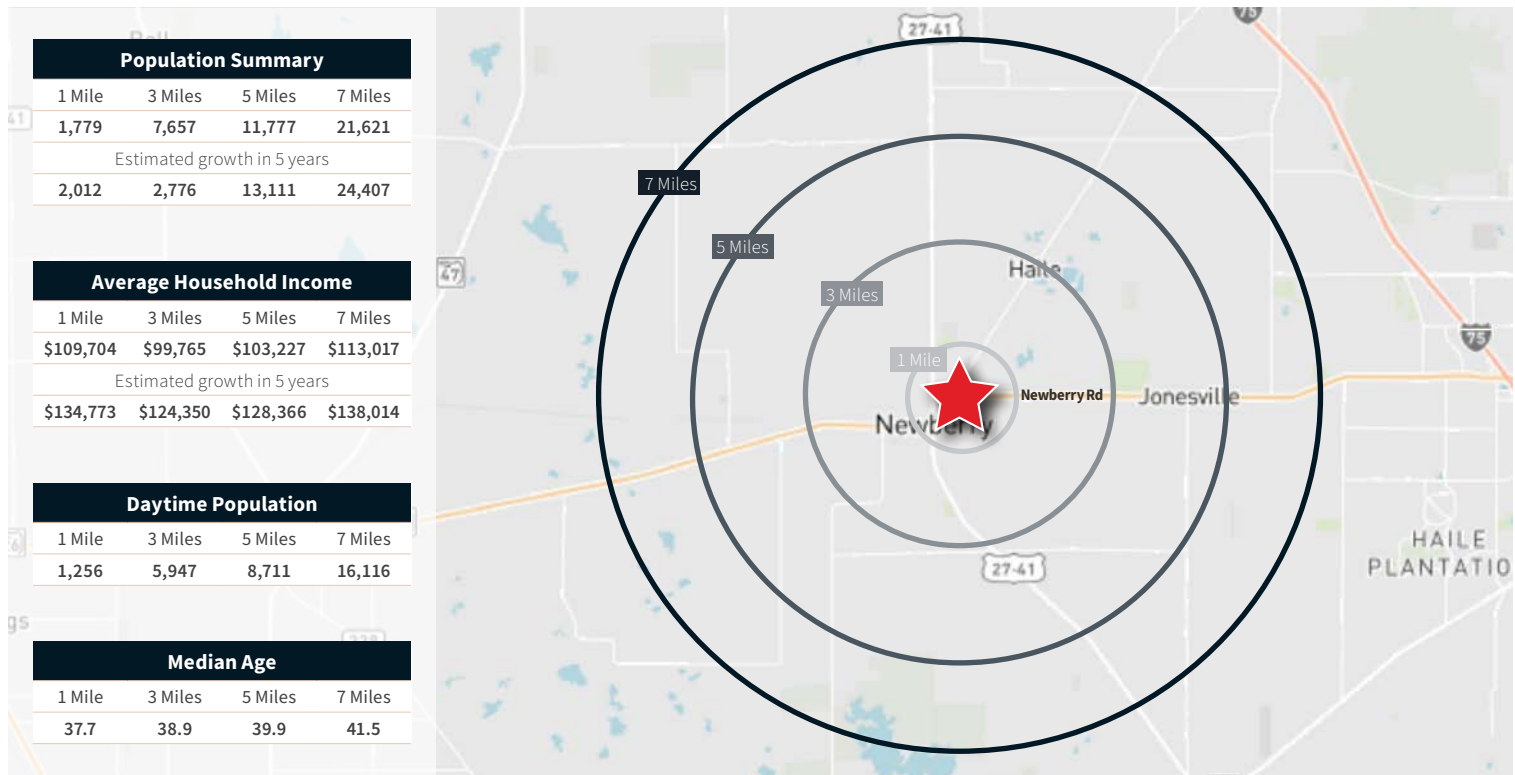 Population Summary
1 Mile 3 Miles 5 Miles 7 Miles
1,779 7,657 11,777 21,621
Estimated growth in 5 years
2,012 2,776 13,111 24,407
Average Household Income
1 Mile 3 Miles 5 Miles 7 Miles
$109,704 $99,765 $103,227 $113,017
Estimated growth in 5 years
$134,773 $124,350 $128,366 $138,014
Daytime Population
1 Mile 3 Miles 5 Miles 7 Miles
1,256 5,947 8,711 16,116
Median Age
1 Mile 3 Miles 5 Miles 7 Miles
37.7 38.9 39.9 41.5
41
gs
27-41
75
7 Miles
5 Miles
47
Haile
3 Miles
75
1 Mile
Newberry Rd
Jonesville
Newberry
HAILE
PLANTATIO
27-41